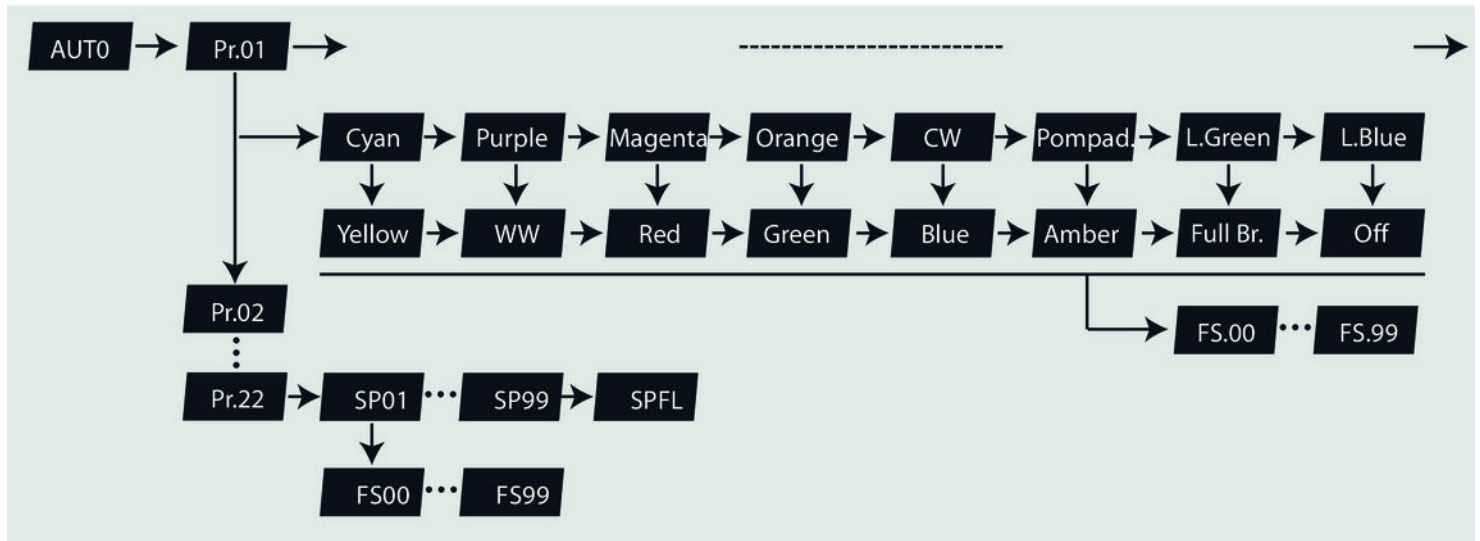 AUTO Pr.01
Cyan Purple Magenta Orange CW Pompad. L.Green L.Blue
Yellow WW Red Green Blue Amber Full Br. Off
Pr.02
FS.00 FS.99
Pr.22 SP01 SP99 SPFL
FS00 FS99